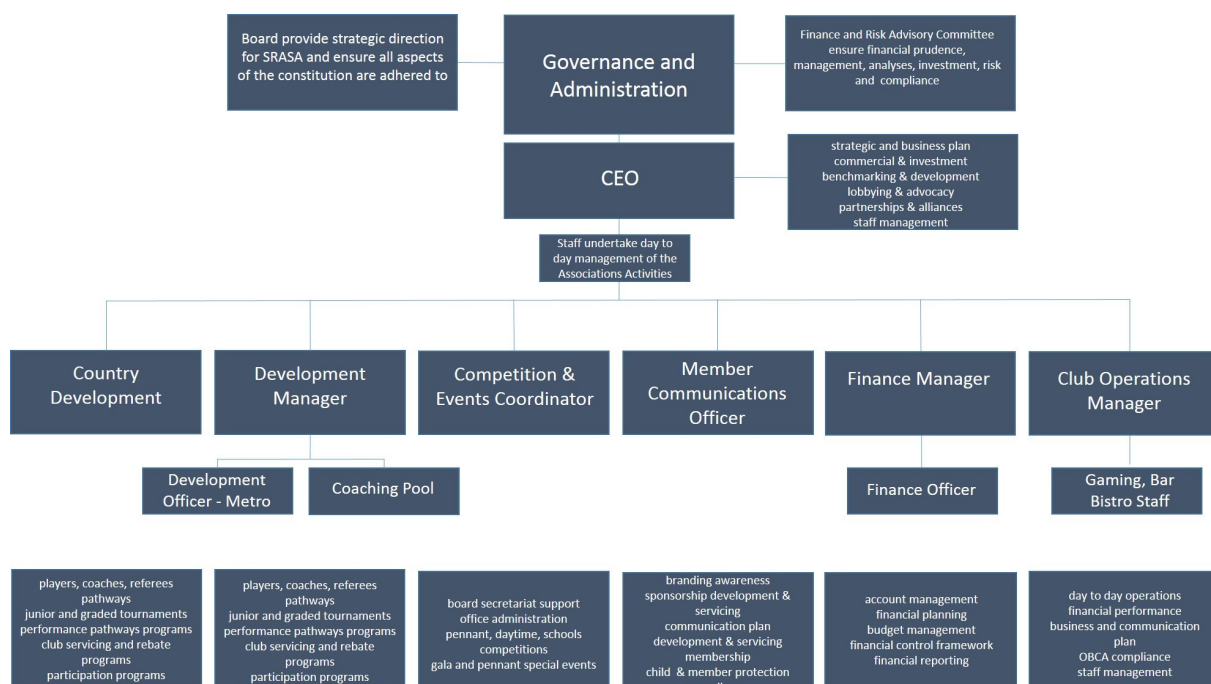 Board provide strategic direction
for SRASA and ensure all aspects
of the constitution are adhered to
Governance and
Administration
Finance and Risk Advisory Committee
ensure financial prudence,
management, analyses, investment, risk
and compliance
CEO
strategic and business plan
commercial & investment
benchmarking & development
lobbying & advocacy
partnerships & alliances
staff management
Staff undertake day to
day management of the
Associations Activities
Country
Development
Development
Manager
Competition &
Events Coordinator
Member
Communications
Officer
Finance Manager
Club Operations
Manager
Development
Officer - Metro
Coaching Pool
Finance Officer
Gaming, Bar
Bistro Staff
players, coaches, referees
pathways
junior and graded tournaments
performance pathways programs
club servicing and rebate
programs
participation programs
players, coaches, referees
pathways
junior and graded tournaments
performance pathways programs
club servicing and rebate
programs
participation programs
board secretariat support
office administration
pennant, daytime, schools
competitions
gala and pennant special events
branding awareness
sponsorship development &
servicing
communication plan
development & servicing
membership
child & member protection
account management
financial planning
budget management
financial control framework
financial reporting
day to day operations
financial performance
business and communication
plan
OBCA compliance
staff management